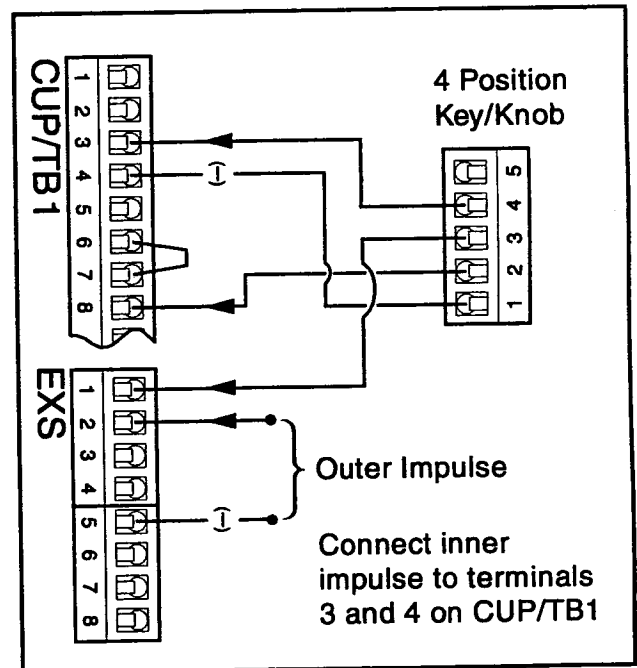 CUP/TB1
1
2
3
4
5
6
7
8
4 Position
Key/Knob
5
4
3
2
1
EXS
1
2
3
4
5
6
7
8
Outer Impulse
Connect inner
impulse to terminals
3 and 4 on CUP/TB1